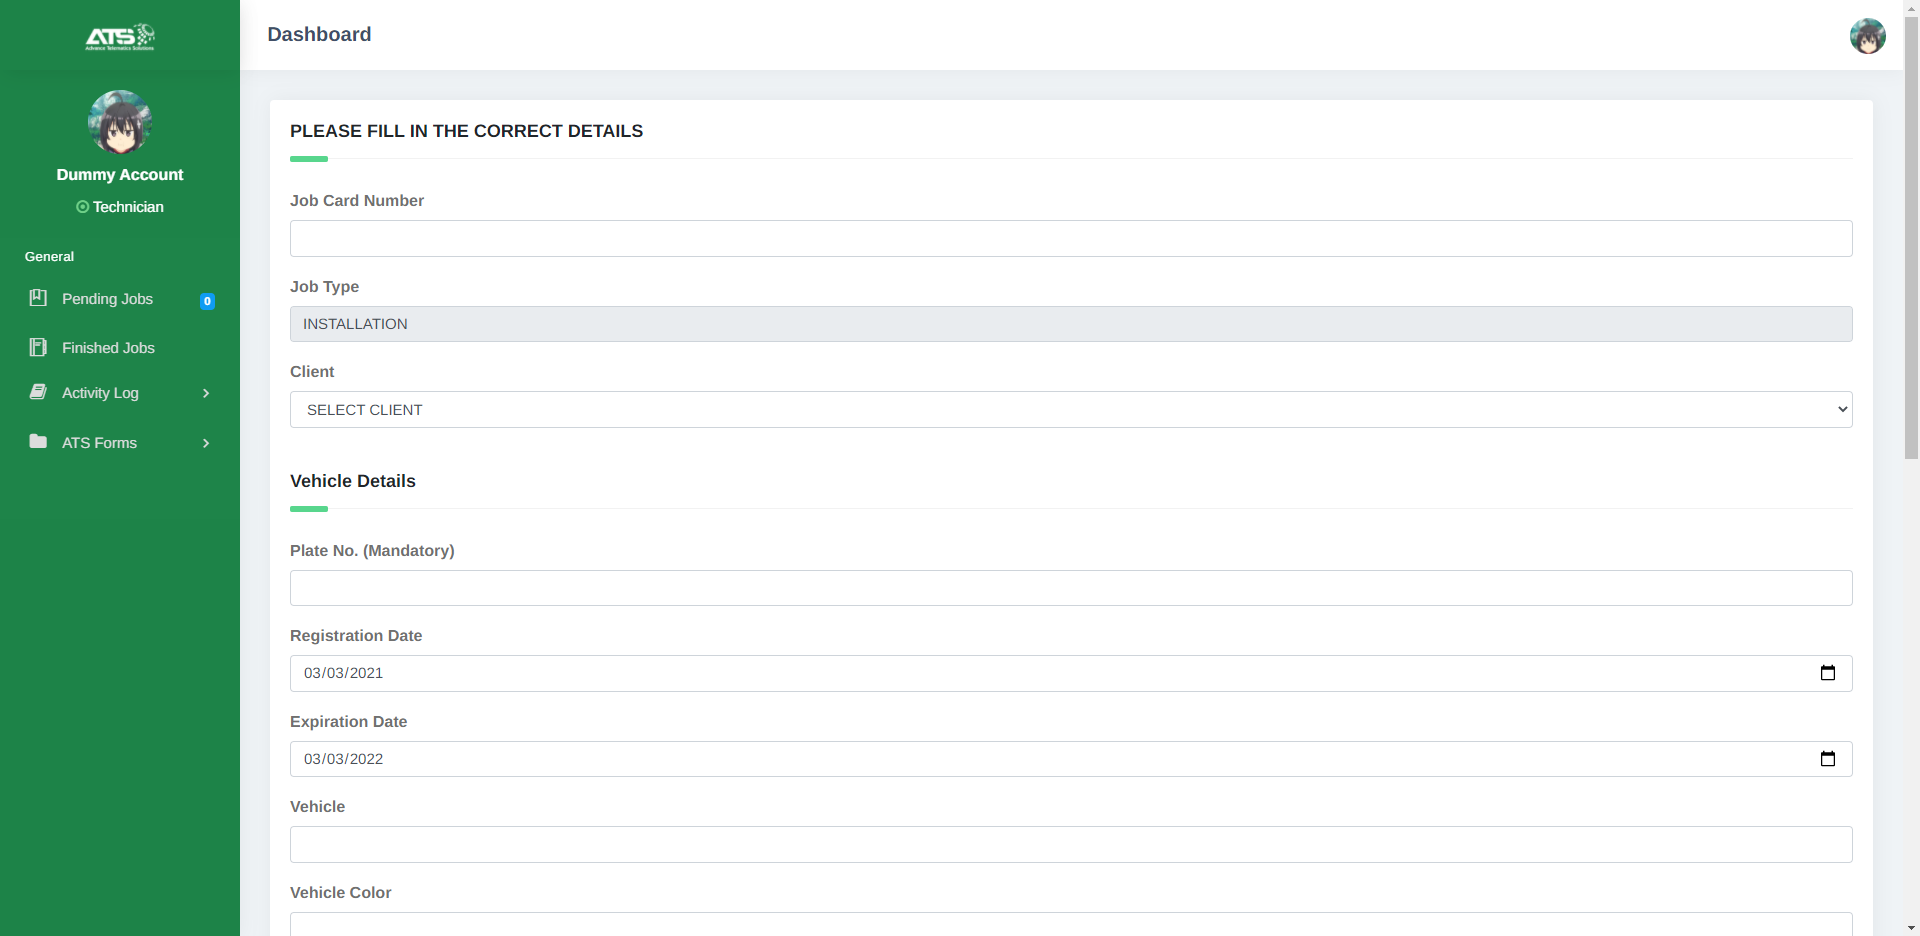 ATS
Advance Telematics Solutions
Dashboard
Dummy Account
Technician
General
Pending Jobs 0
Finished Jobs
Activity Log
ATS Forms
PLEASE FILL IN THE CORRECT DETAILS
Job Card Number
Job Type
INSTALLATION
Client
SELECT CLIENT
Vehicle Details
Plate No. (Mandatory)
Registration Date
03/03/2021
Expiration Date
03/03/2022
Vehicle
Vehicle Color